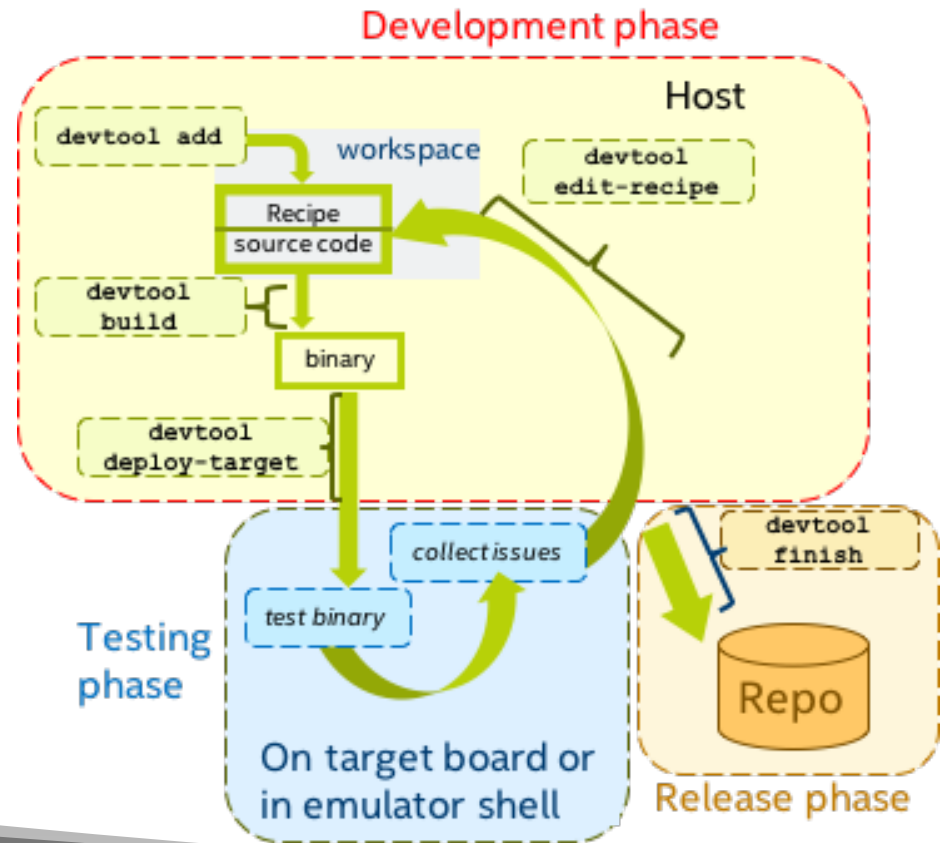 Development phase
Host
devtool add
workspace
devtool
edit-recipe
Recipe
source code
devtool
build
binary
devtool
deploy-target
collect issues
test binary
devtool
finish
Testing
phase
Repo
On target board or
in emulator shell
Release phase